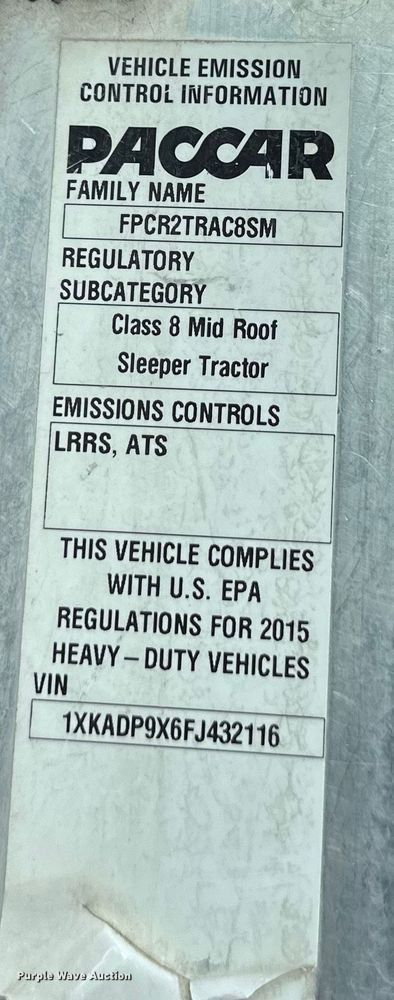 VEHICLE EMISSION
CONTROL INFORMATION
PACCAR
FAMILY NAME
FPCR2TRAC8SM
REGULATORY
SUBCATEGORY
Class 8 Mid Roof
Sleeper Tractor
EMISSIONS CONTROLS
LRRS, ATS
THIS VEHICLE COMPLIES
WITH U.S. EPA
REGULATIONS FOR 2015
HEAVY-DUTY VEHICLES
VIN
1XKADP9X6FJ432116
Purple Wave Auction